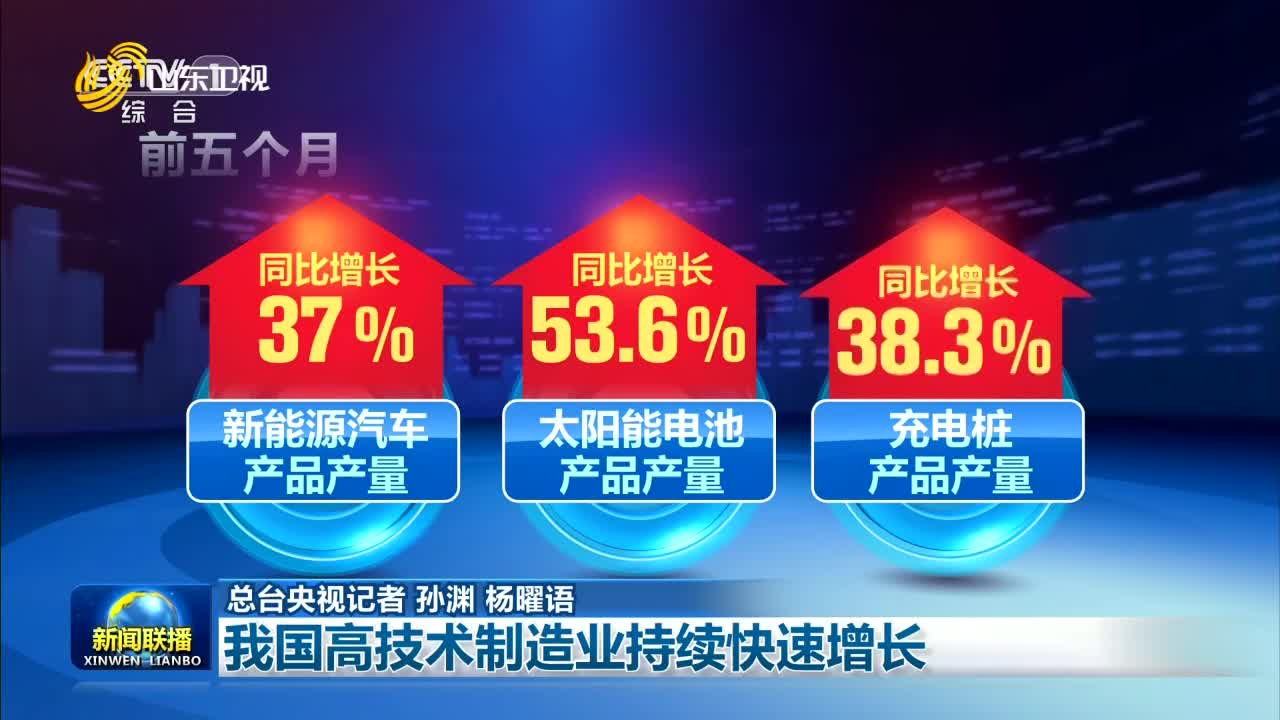 山东卫视
综合
前五个月
同比增长
37%
新能源汽车
产品产量
同比增长
53.6%
太阳能电池
产品产量
同比增长
38.3%
充电桩
产品产量
总台央视记者 孙渊 杨曜语
新闻联播
XINWEN LIANBO
我国高技术制造业持续快速增长